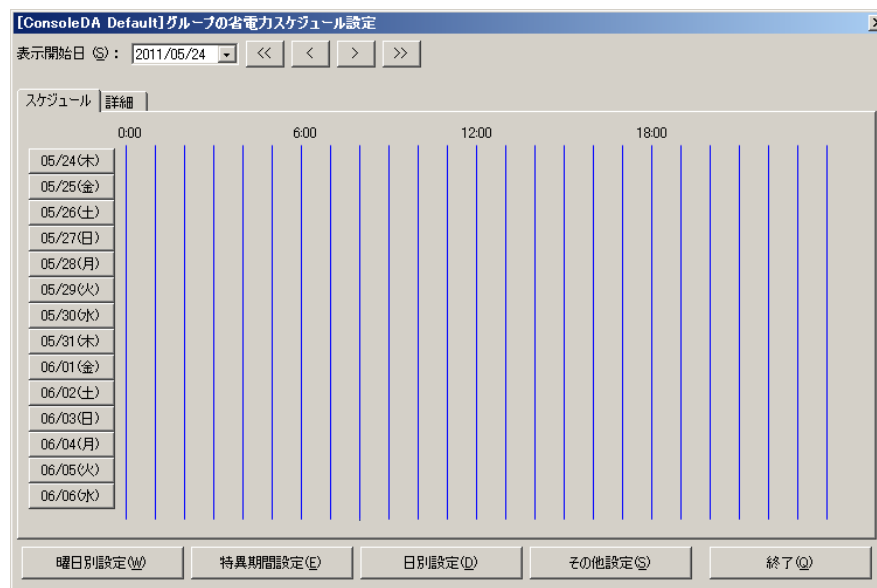 [ConsoleDA Default]グループの省電力スケジュール設定
表示開始日 (S)： 2011/05/24 << < > >>
スケジュール 詳細
0:00 6:00 12:00 18:00
05/24(木)
05/25(金)
05/26(土)
05/27(日)
05/28(月)
05/29(火)
05/30(水)
05/31(木)
06/01(金)
06/02(土)
06/03(日)
06/04(月)
06/05(火)
06/06(水)
曜日別設定(W) 特異期間設定(E) 日別設定(D) その他設定(S) 終了(Q)